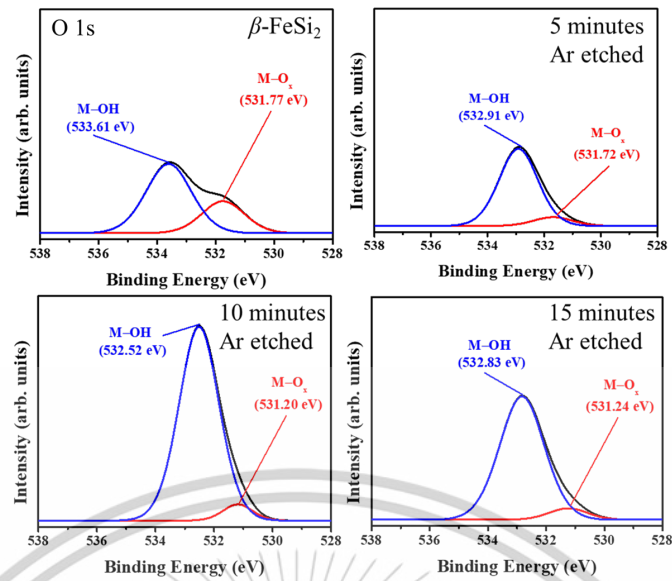 O 1s
β-FeSi₂
M–OH
(533.61 eV)
M–Oₓ
(531.77 eV)
Intensity (arb. units)
538 536 534 532 530 528
Binding Energy (eV)
5 minutes
Ar etched
M–OH
(532.91 eV)
M–Oₓ
(531.72 eV)
Intensity (arb. units)
538 536 534 532 530 528
Binding Energy (eV)
10 minutes
Ar etched
M–OH
(532.52 eV)
M–Oₓ
(531.20 eV)
Intensity (arb. units)
538 536 534 532 530 528
Binding Energy (eV)
15 minutes
Ar etched
M–OH
(532.83 eV)
M–Oₓ
(531.24 eV)
Intensity (arb. units)
538 536 534 532 530 528
Binding Energy (eV)